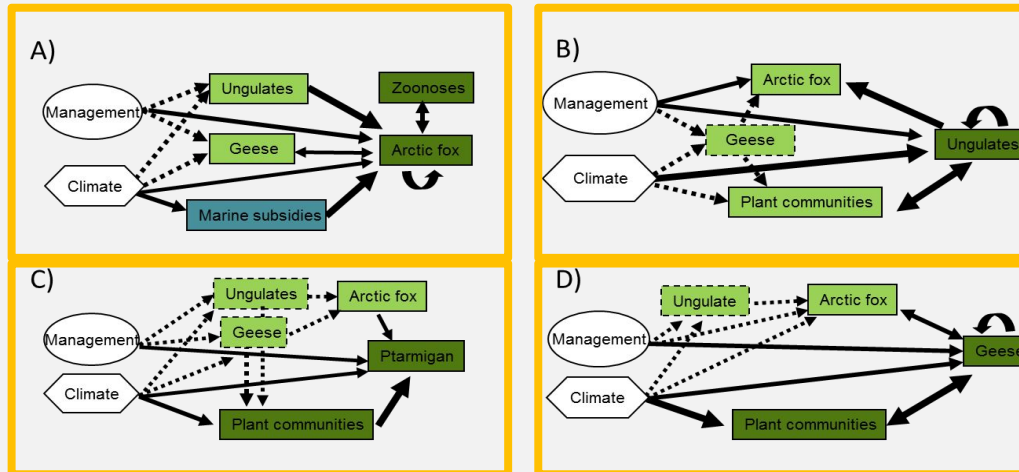 A)
Management
Climate
Ungulates
Geese
Marine subsidies
Zoonoses
Arctic fox
B)
Management
Climate
Arctic fox
Geese
Plant communities
Ungulates
C)
Management
Climate
Ungulates
Geese
Arctic fox
Ptarmigan
Plant communities
D)
Management
Climate
Ungulate
Arctic fox
Geese
Plant communities